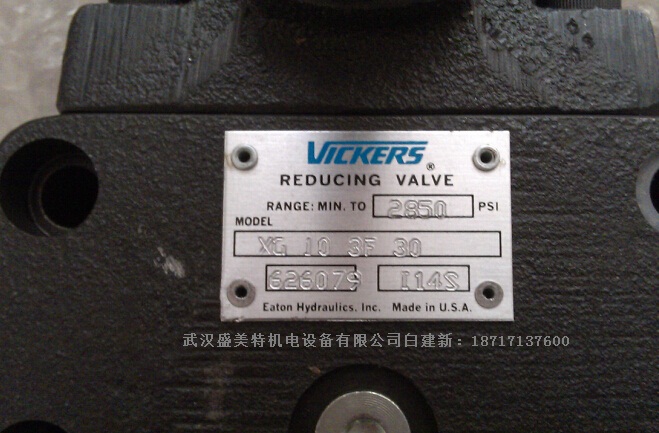 VICKERS®
REDUCING VALVE
RANGE: MIN. TO 2850 PSI
MODEL
XG 10 3F 30
626079 I14S
Eaton Hydraulics, Inc. Made in U.S.A.
武汉盛美特机电设备有限公司白建新：18717137600